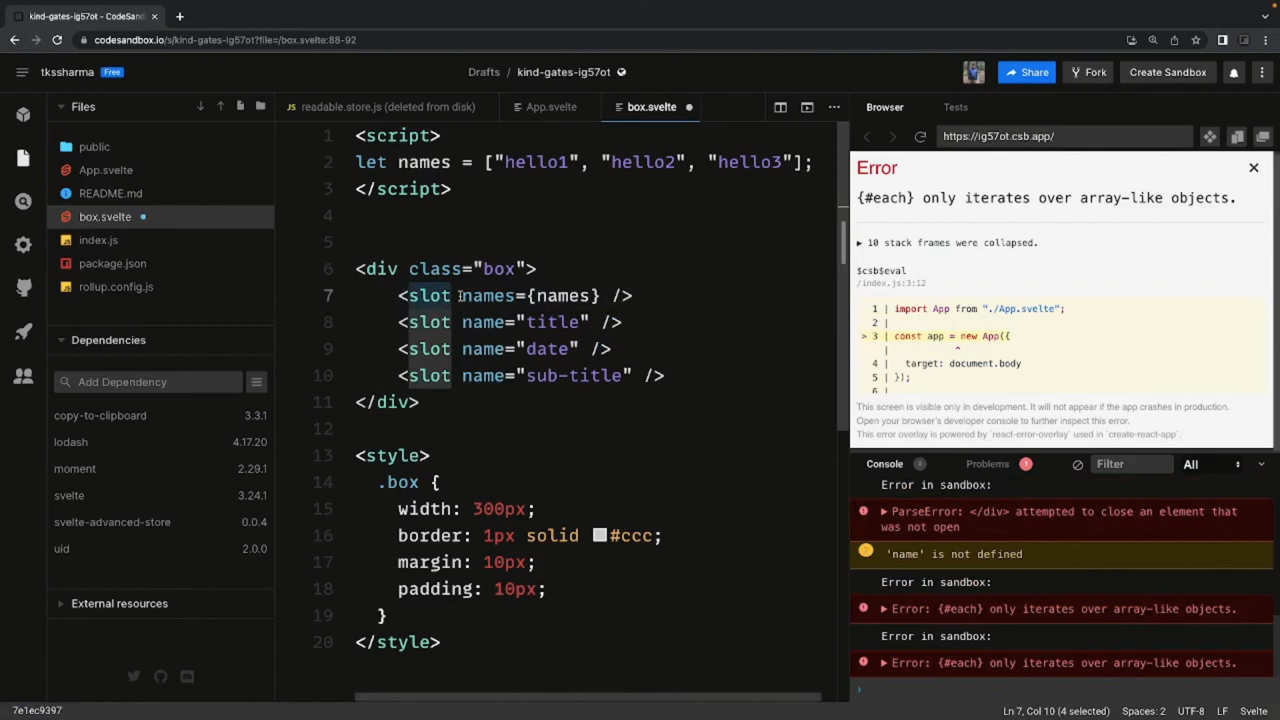 kind-gates-ig57ot - CodeSandb
codesandbox.io/s/kind-gates-ig57ot?file=/box.svelte:88-92
tkssharma Free
Drafts / kind-gates-ig57ot
Share
Fork
Create Sandbox
Files
public
App.svelte
README.md
box.svelte
index.js
package.json
rollup.config.js
Dependencies
Add Dependency
copy-to-clipboard 3.3.1
lodash 4.17.20
moment 2.29.1
svelte 3.24.1
svelte-advanced-store 0.0.4
uid 2.0.0
External resources
7e1ec9397
readable.store.js (deleted from disk)
App.svelte
box.svelte
1 <script>
2 let names = ["hello1", "hello2", "hello3"];
3 </script>
4
5
6 <div class="box">
7 <slot names={names} />
8 <slot name="title" />
9 <slot name="date" />
10 <slot name="sub-title" />
11 </div>
12
13 <style>
14 .box {
15 width: 300px;
16 border: 1px solid #ccc;
17 margin: 10px;
18 padding: 10px;
19 }
20 </style>
Browser
Tests
https://ig57ot.csb.app/
Error
{#each} only iterates over array-like objects.
▶ 10 stack frames were collapsed.
$csb$eval
/index.js:3:12
1 | import App from "./App.svelte";
2 |
> 3 | const app = new App({
| ^
4 | target: document.body
5 | });
6 |
This screen is visible only in development. It will not appear if the app crashes in production.
Open your browser's developer console to further inspect this error.
This error overlay is powered by `react-error-overlay` used in `create-react-app`.
Console 0
Problems 1
Filter
All
Error in sandbox:
▶ ParseError: </div> attempted to close an element that
was not open
'name' is not defined
Error in sandbox:
▶ Error: {#each} only iterates over array-like objects.
Error in sandbox:
▶ Error: {#each} only iterates over array-like objects.
›
Ln 7, Col 10 (4 selected) Spaces: 2 UTF-8 LF Svelte